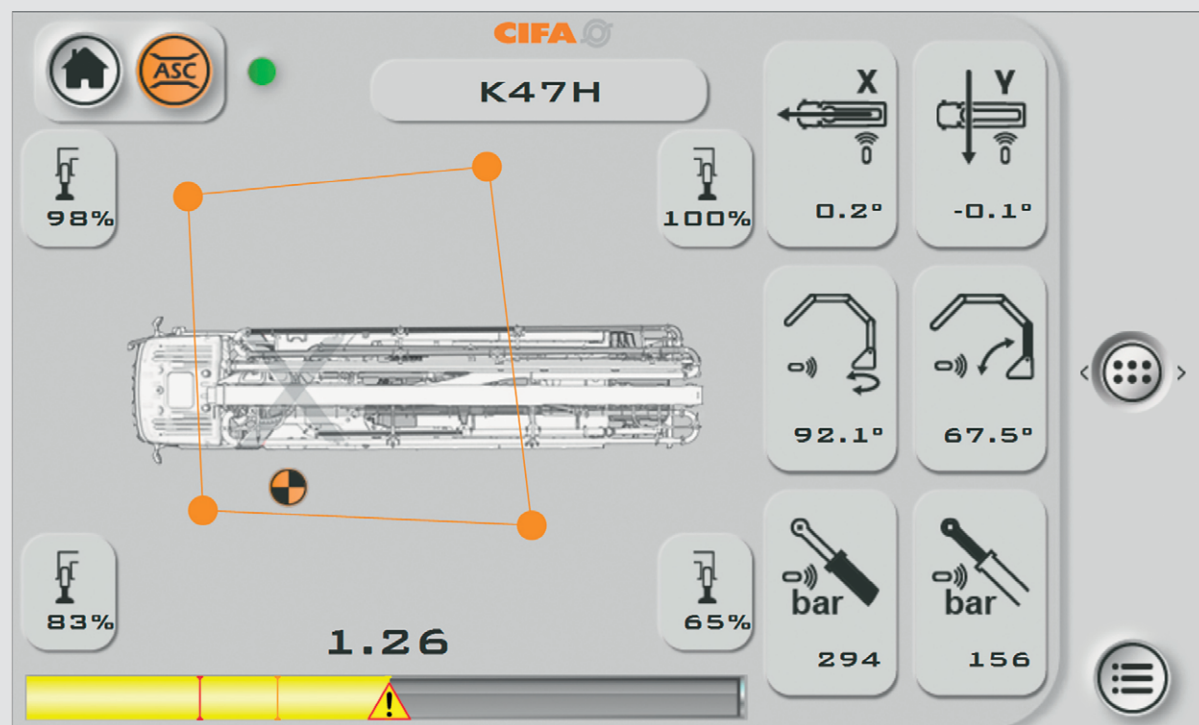 CIFA
ASC
K47H
98%
100%
X
0.2°
Y
-0.1°
92.1°
67.5°
83%
65%
bar
294
bar
156
1.26
!